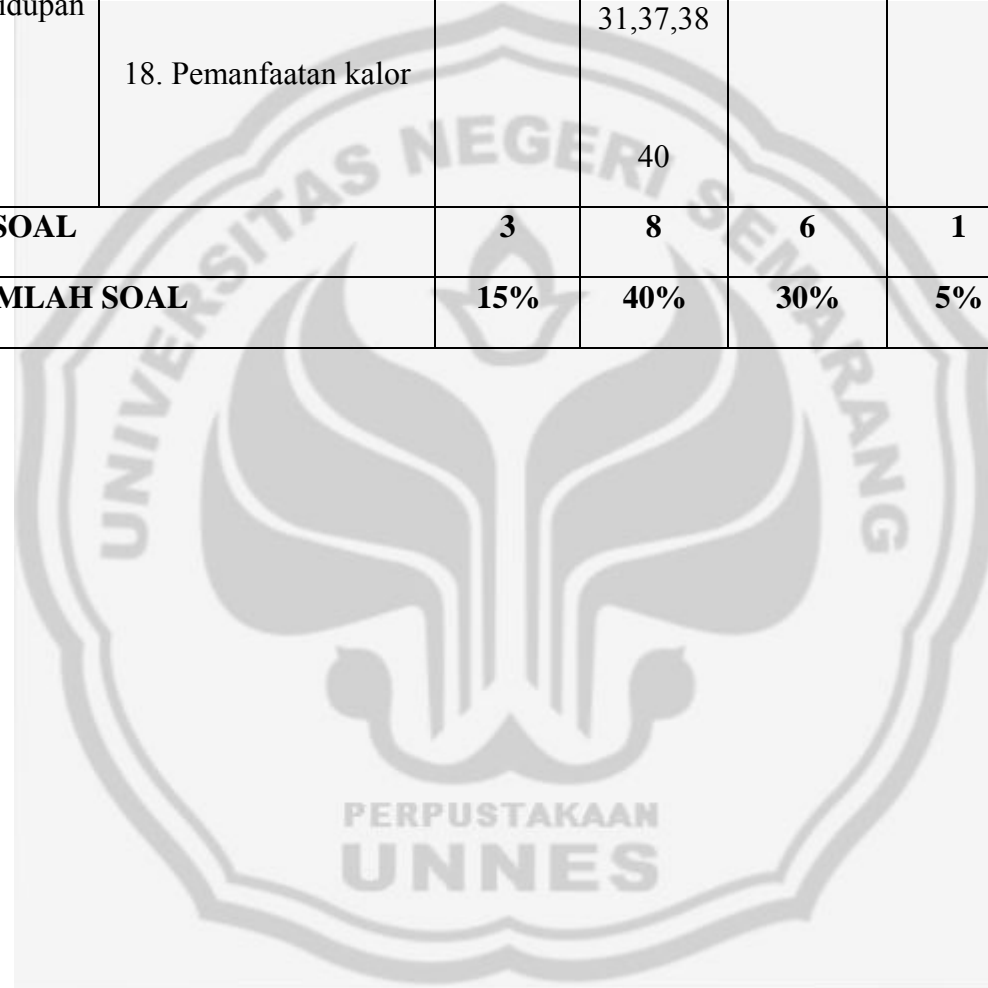 idupan
31,37,38
18. Pemanfaatan kalor
40
SOAL 3 8 6 1
MLAH SOAL 15% 40% 30% 5%
UNIVERSITAS NEGERI SEMARANG
PERPUSTAKAAN
UNNES